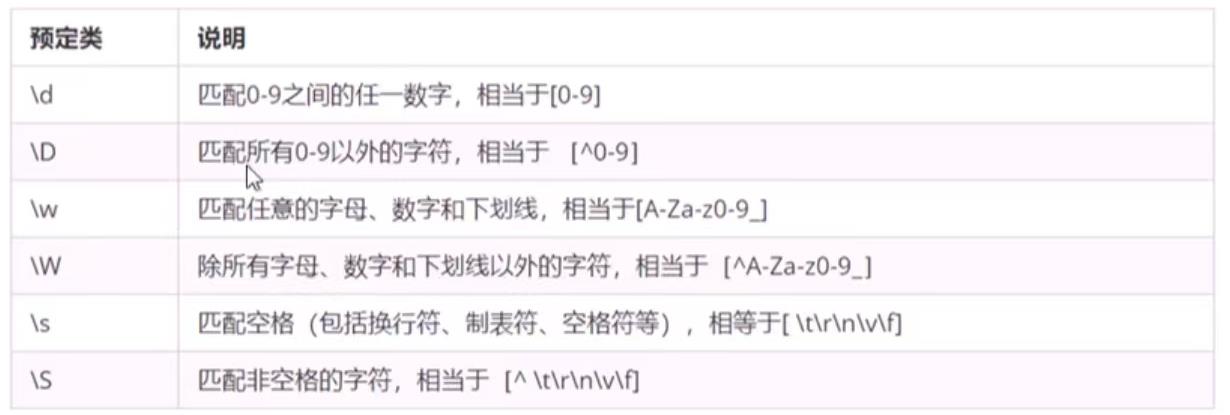 预定类 说明
\d 匹配0-9之间的任一数字，相当于[0-9]
\D 匹配所有0-9以外的字符，相当于 [^0-9]
\w 匹配任意的字母、数字和下划线，相当于[A-Za-z0-9_]
\W 除所有字母、数字和下划线以外的字符，相当于 [^A-Za-z0-9_]
\s 匹配空格（包括换行符、制表符、空格符等），相等于[ \t\r\n\v\f]
\S 匹配非空格的字符，相当于 [^ \t\r\n\v\f]